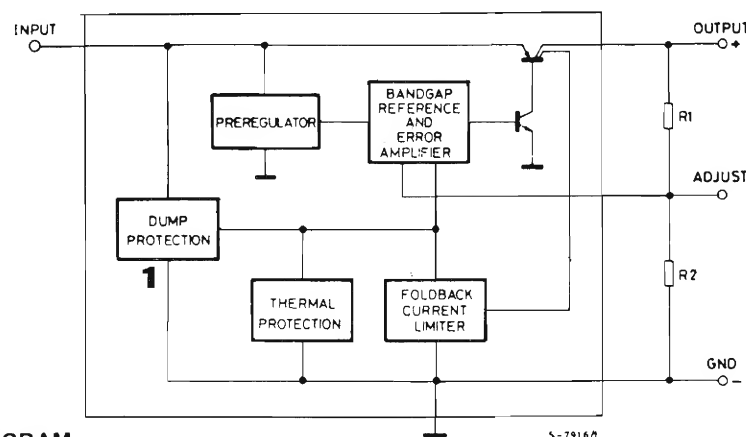 INPUT
OUTPUT
+
PREREGULATOR
BANDGAP
REFERENCE
AND
ERROR
AMPLIFIER
R1
ADJUST
DUMP
PROTECTION
1
THERMAL
PROTECTION
FOLDBACK
CURRENT
LIMITER
R2
GND
-